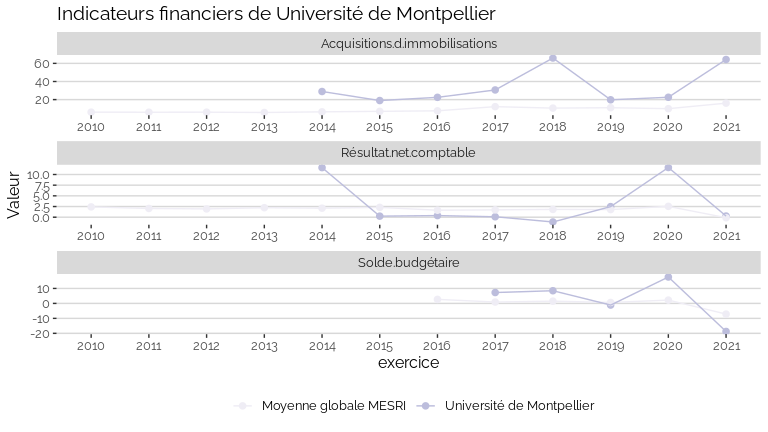 Indicateurs financiers de Université de Montpellier
Acquisitions.d.immobilisations
60
40
20
2010 2011 2012 2013 2014 2015 2016 2017 2018 2019 2020 2021
Résultat.net.comptable
10.0
7.5
5.0
2.5
0.0
2010 2011 2012 2013 2014 2015 2016 2017 2018 2019 2020 2021
Valeur
Solde.budgétaire
10
0
-10
-20
2010 2011 2012 2013 2014 2015 2016 2017 2018 2019 2020 2021
exercice
Moyenne globale MESRI Université de Montpellier